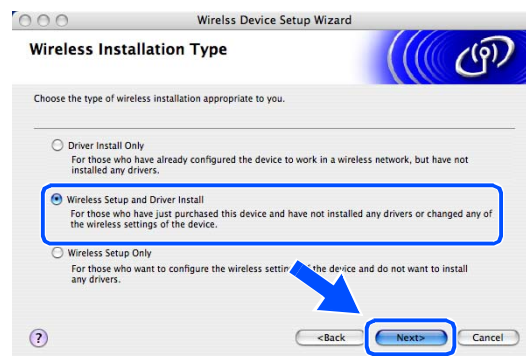 Wirelss Device Setup Wizard
Wireless Installation Type
Choose the type of wireless installation appropriate to you.
Driver Install Only
For those who have already configured the device to work in a wireless network, but have not
installed any drivers.
Wireless Setup and Driver Install
For those who have just purchased this device and have not installed any drivers or changed any of
the wireless settings of the device.
Wireless Setup Only
For those who want to configure the wireless settin of the device and do not want to install
any drivers.
?
<Back
Next>
Cancel